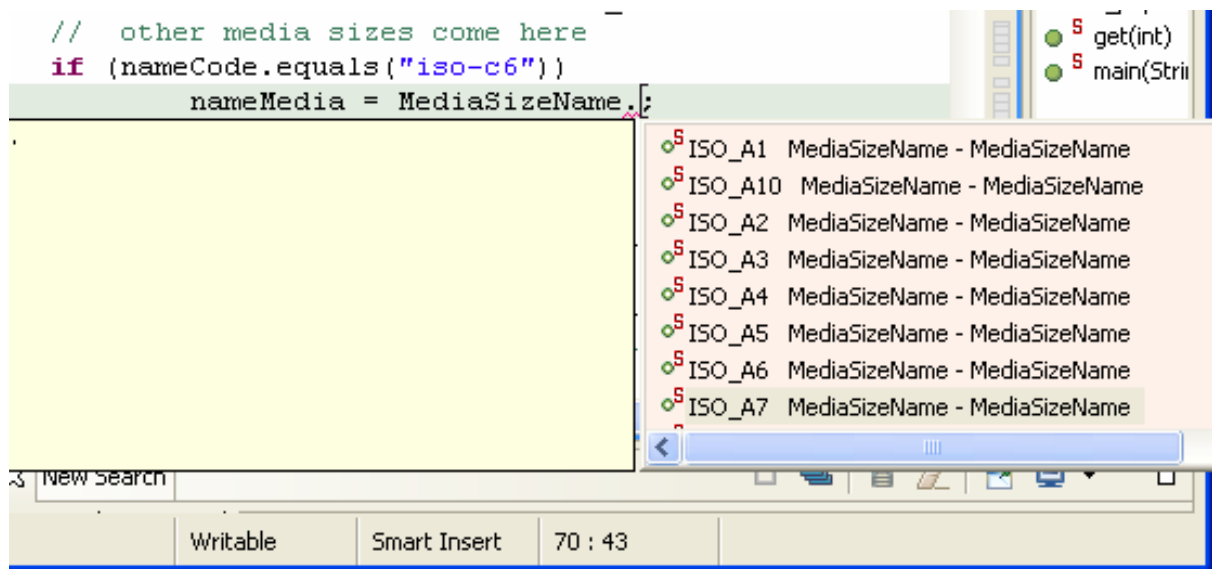 //  other media sizes come here
if (nameCode.equals("iso-c6"))
nameMedia = MediaSizeName.;
S get(int)
S main(Strin
.
S ISO_A1 MediaSizeName - MediaSizeName
S ISO_A10 MediaSizeName - MediaSizeName
S ISO_A2 MediaSizeName - MediaSizeName
S ISO_A3 MediaSizeName - MediaSizeName
S ISO_A4 MediaSizeName - MediaSizeName
S ISO_A5 MediaSizeName - MediaSizeName
S ISO_A6 MediaSizeName - MediaSizeName
S ISO_A7 MediaSizeName - MediaSizeName
New Search
Writable Smart Insert 70 : 43